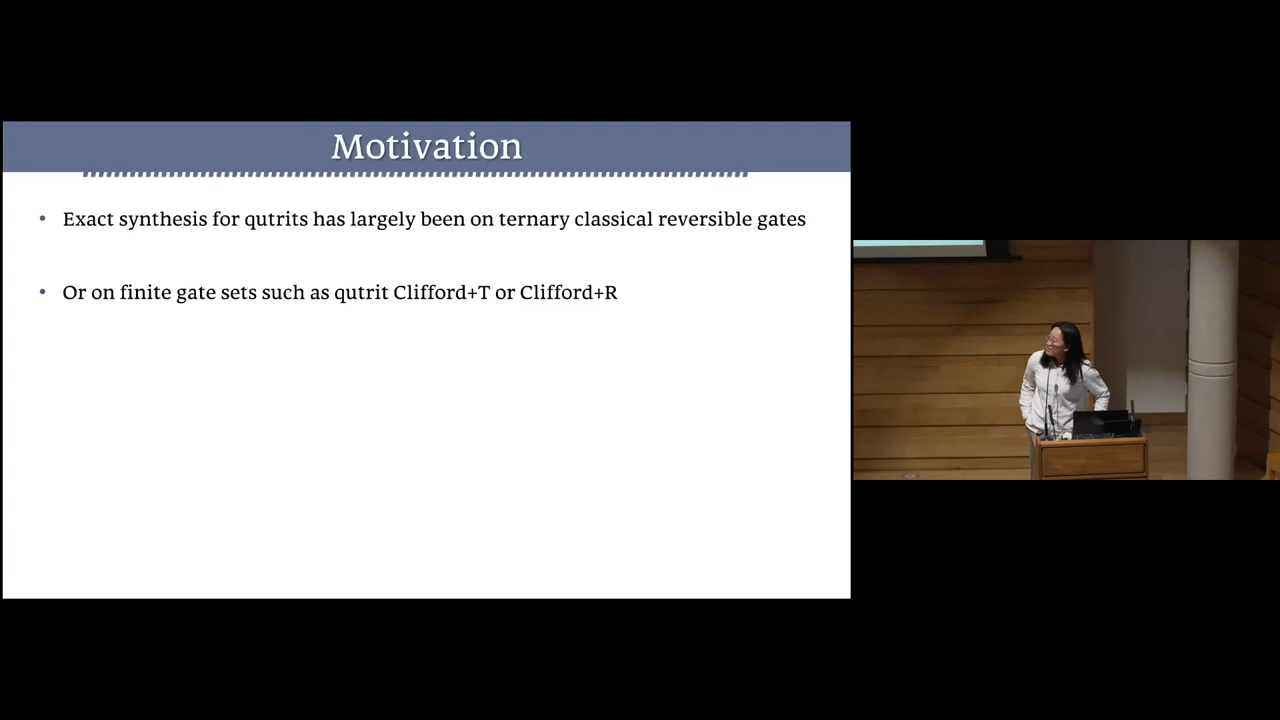 Motivation
• Exact synthesis for qutrits has largely been on ternary classical reversible gates
• Or on finite gate sets such as qutrit Clifford+T or Clifford+R